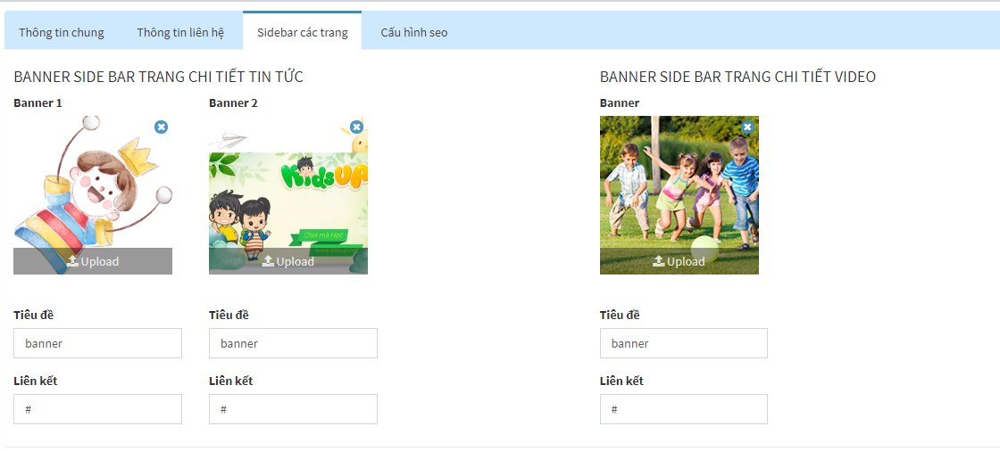 Thông tin chung
Thông tin liên hệ
Sidebar các trang
Cấu hình seo
BANNER SIDE BAR TRANG CHI TIẾT TIN TỨC
Banner 1
Banner 2
KidsUP
Chơi mà Học
Upload
Upload
Tiêu đề
Tiêu đề
banner
banner
Liên kết
Liên kết
#
#
BANNER SIDE BAR TRANG CHI TIẾT VIDEO
Banner
Upload
Tiêu đề
banner
Liên kết
#